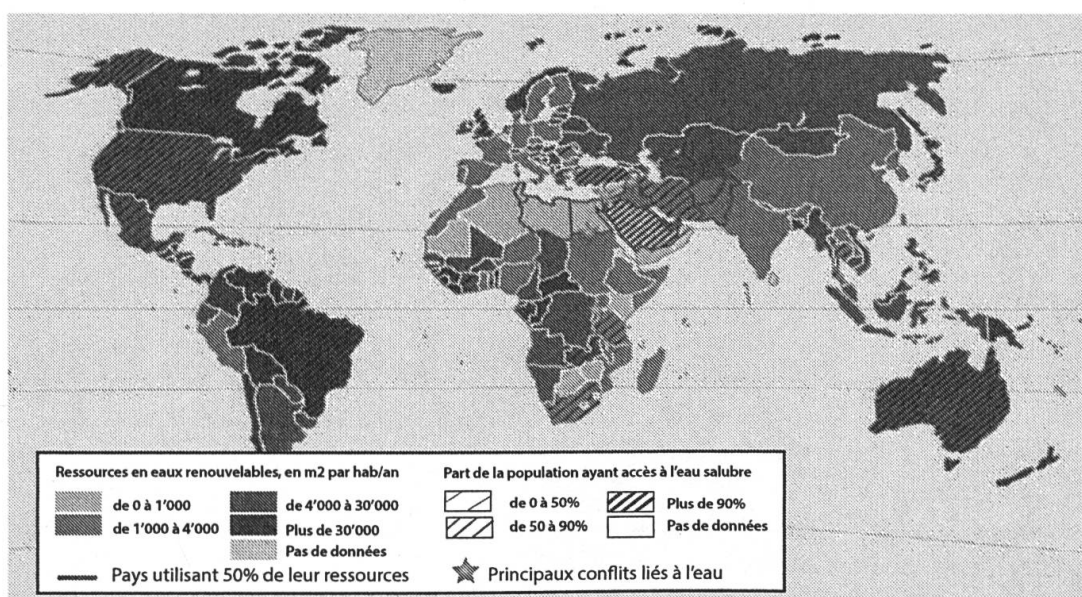 Ressources en eaux renouvelables, en m2 par hab/an
de 0 à 1'000
de 4'000 à 30'000
de 1'000 à 4'000
Plus de 30'000
Pas de données
Pays utilisant 50% de leur ressources
Part de la population ayant accès à l'eau salubre
de 0 à 50%
Plus de 90%
de 50 à 90%
Pas de données
Principaux conflits liés à l'eau